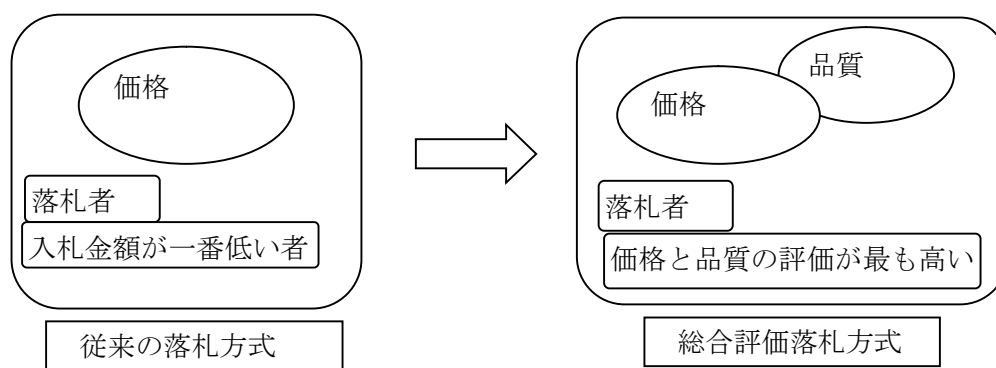 価格
落札者
入札金額が一番低い者
従来の落札方式
品質
価格
落札者
価格と品質の評価が最も高い
総合評価落札方式